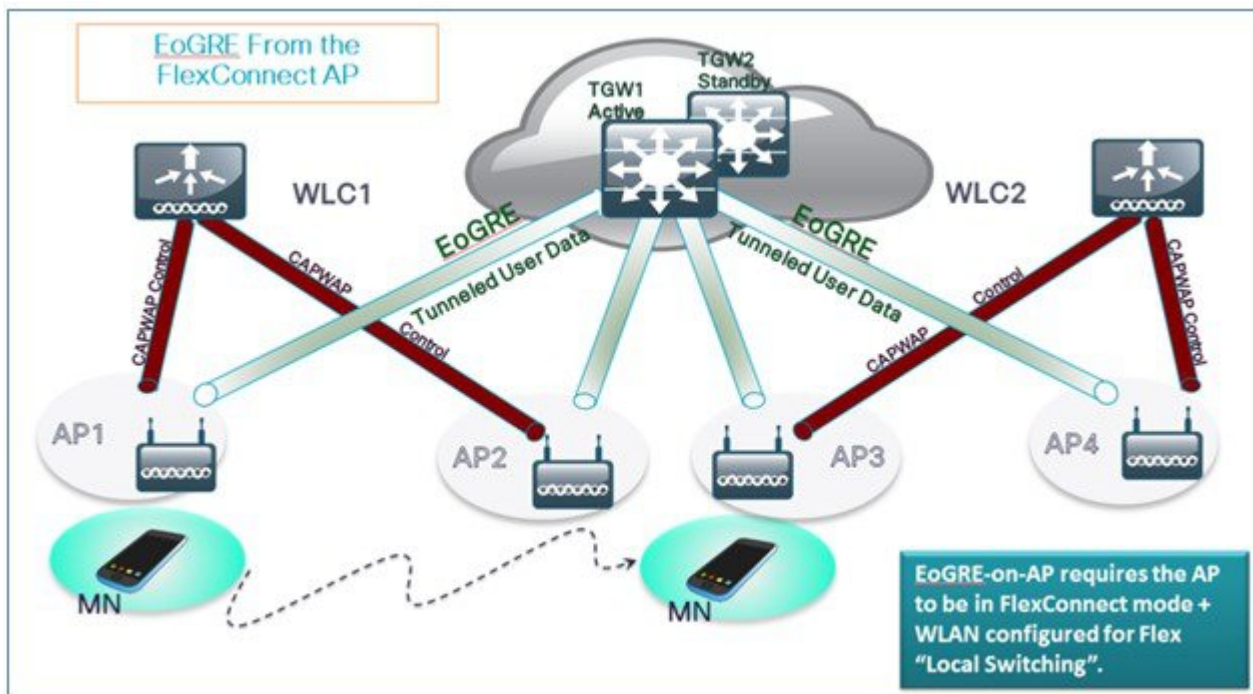 EoGRE From the
FlexConnect AP
TGW2
Standby
TGW1
Active
WLC1
WLC2
EoGRE
Tunneled User Data
EoGRE
Tunneled User Data
CAPWAP Control
CAPWAP
Control
Control
CAPWAP
CAPWAP Control
AP1
AP2
AP3
AP4
MN
MN
EoGRE-on-AP requires the AP
to be in FlexConnect mode +
WLAN configured for Flex
“Local Switching”.